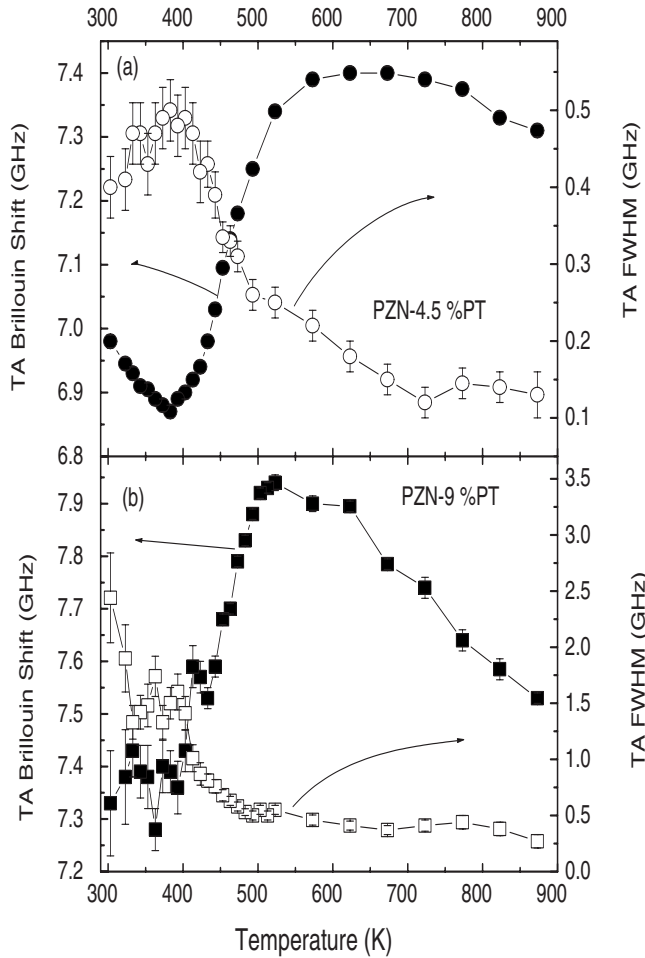 300 400 500 600 700 800 900
(a)
7.4
7.3
7.2
7.1
7.0
6.9
6.8
TA Brillouin Shift (GHz)
0.5
0.4
0.3
0.2
0.1
TA FWHM (GHz)
PZN-4.5 %PT
(b)
PZN-9 %PT
7.9
7.8
7.7
7.6
7.5
7.4
7.3
7.2
TA Brillouin Shift (GHz)
3.5
3.0
2.5
2.0
1.5
1.0
0.5
0.0
TA FWHM (GHz)
300 400 500 600 700 800 900
Temperature (K)